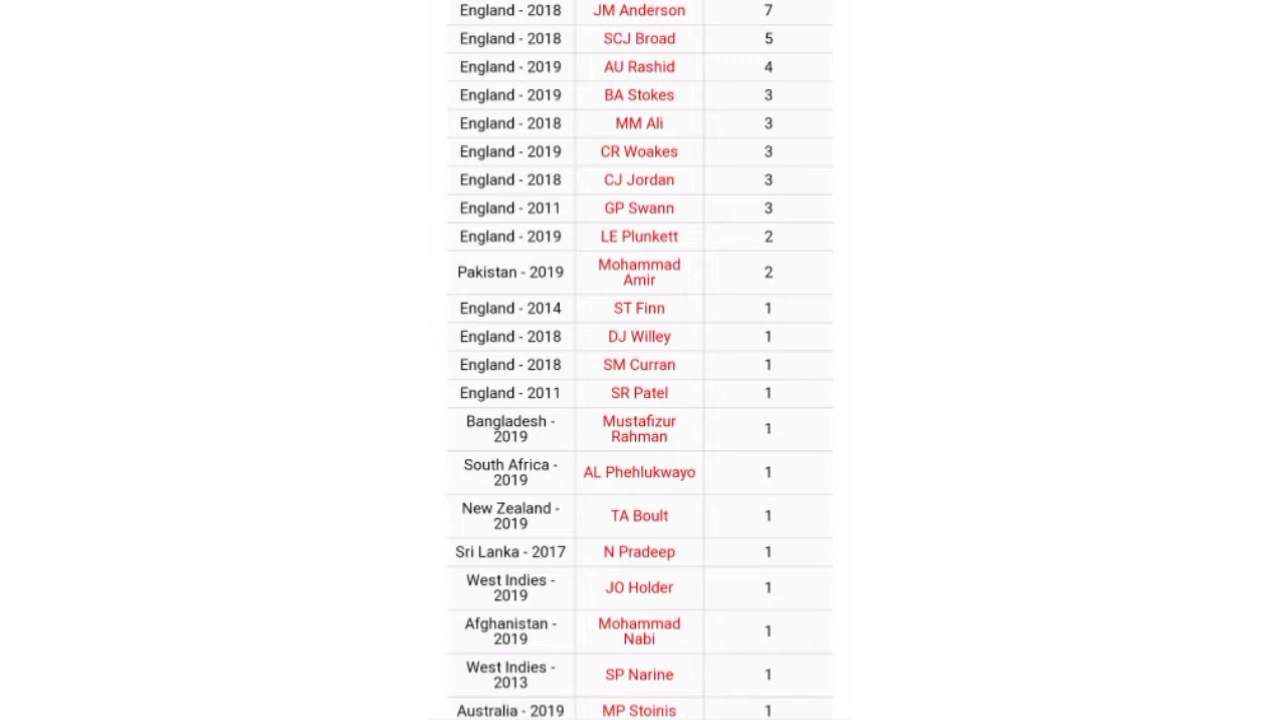 England - 2018 JM Anderson 7
England - 2018 SCJ Broad 5
England - 2019 AU Rashid 4
England - 2019 BA Stokes 3
England - 2018 MM Ali 3
England - 2019 CR Woakes 3
England - 2018 CJ Jordan 3
England - 2011 GP Swann 3
England - 2019 LE Plunkett 2
Pakistan - 2019 Mohammad Amir 2
England - 2014 ST Finn 1
England - 2018 DJ Willey 1
England - 2018 SM Curran 1
England - 2011 SR Patel 1
Bangladesh - 2019 Mustafizur Rahman 1
South Africa - 2019 AL Phehlukwayo 1
New Zealand - 2019 TA Boult 1
Sri Lanka - 2017 N Pradeep 1
West Indies - 2019 JO Holder 1
Afghanistan - 2019 Mohammad Nabi 1
West Indies - 2013 SP Narine 1
Australia - 2019 MP Stoinis 1